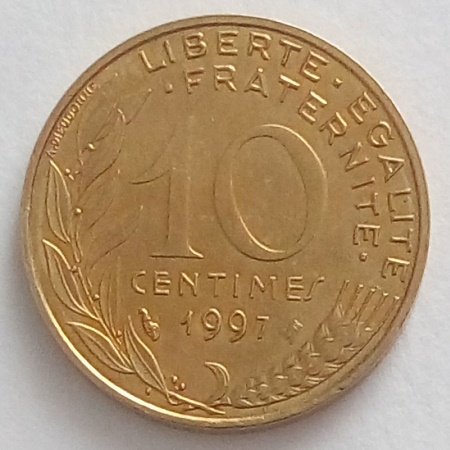 LIBERTE · EGALITE
· FRATERNITE ·
10
CENTIMES
1997